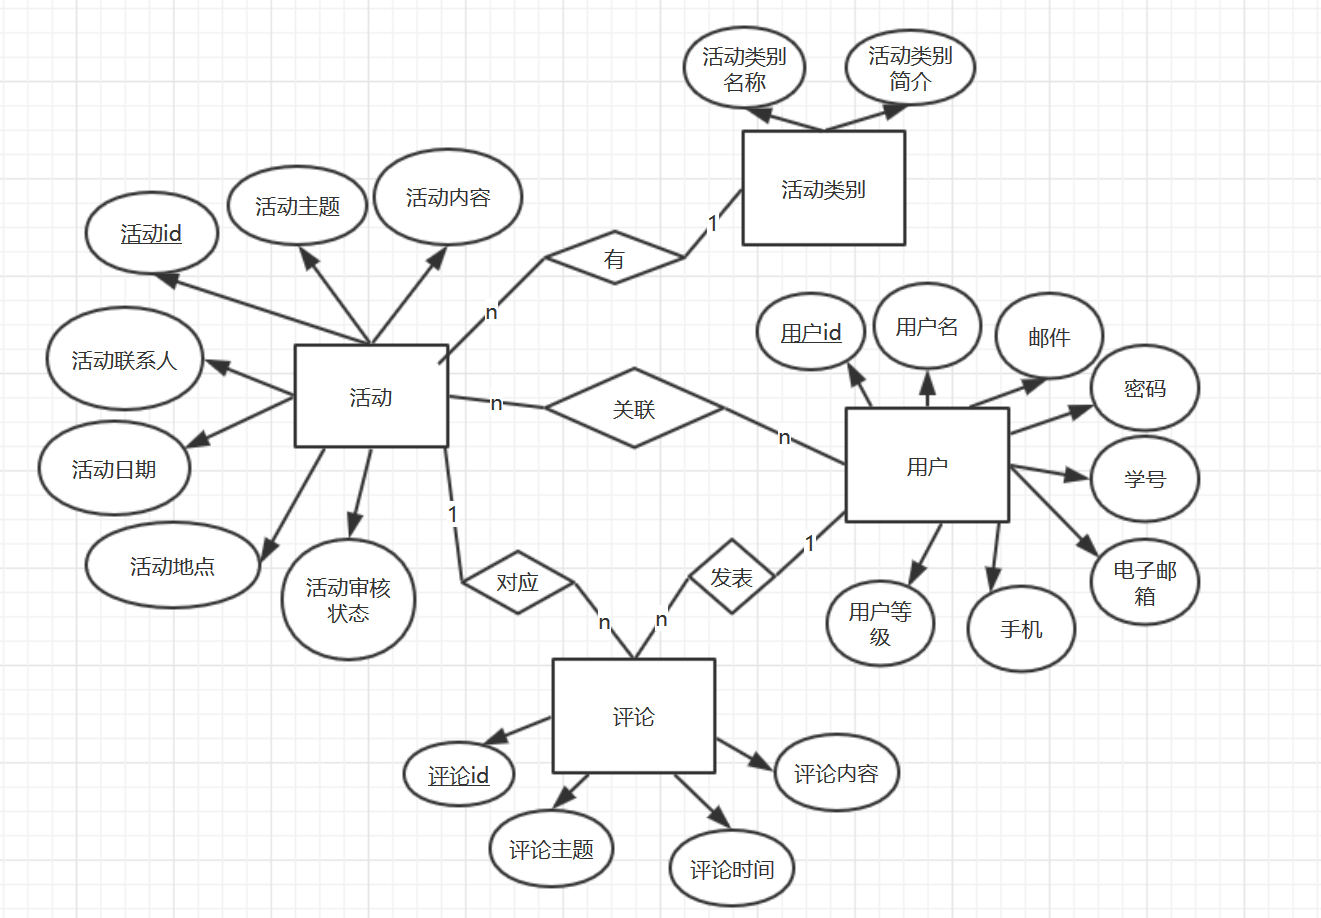 活动类别
名称
活动类别
简介
活动类别
活动id
活动主题
活动内容
1
有
n
用户id
用户名
邮件
活动联系人
活动
密码
n
关联
n
活动日期
用户
学号
1
1
活动地点
活动审核
状态
对应
发表
电子邮
箱
n
n
用户等
级
手机
评论
评论id
评论内容
评论主题
评论时间